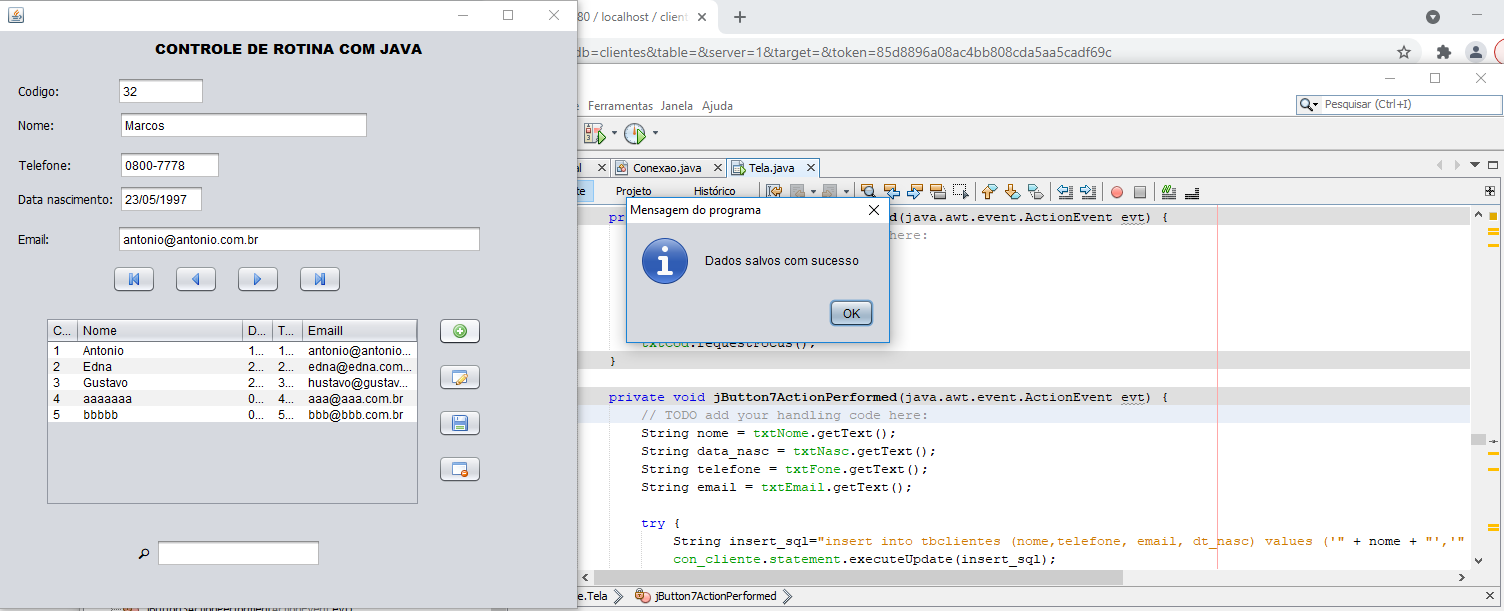 80 / localhost / client
db=clientes&table=&server=1&target=&token=85d8896a08ac4bb808cda5aa5cadf69c
CONTROLE DE ROTINA COM JAVA
Codigo: 32
Nome: Marcos
Telefone: 0800-7778
Data nascimento: 23/05/1997
Email: antonio@antonio.com.br
C... Nome D... T... Emaill
1 Antonio 1... 1... antonio@antonio...
2 Edna 2... 2... edna@edna.com...
3 Gustavo 2... 3... hustavo@gustav...
4 aaaaaaa 0... 4... aaa@aaa.com.br
5 bbbbb 0... 5... bbb@bbb.com.br
Ferramentas Janela Ajuda
Pesquisar (Ctrl+I)
Conexao.java Tela.java
Projeto Histórico
Mensagem do programa
Dados salvos com sucesso
OK
d(java.awt.event.ActionEvent evt) {
here:
txtCod.requestFocus();
}
private void jButton7ActionPerformed(java.awt.event.ActionEvent evt) {
// TODO add your handling code here:
String nome = txtNome.getText();
String data_nasc = txtNasc.getText();
String telefone = txtFone.getText();
String email = txtEmail.getText();
try {
String insert_sql="insert into tbclientes (nome,telefone, email, dt_nasc) values ('" + nome + "','"
con_cliente.statement.executeUpdate(insert_sql);
e.Tela jButton7ActionPerformed